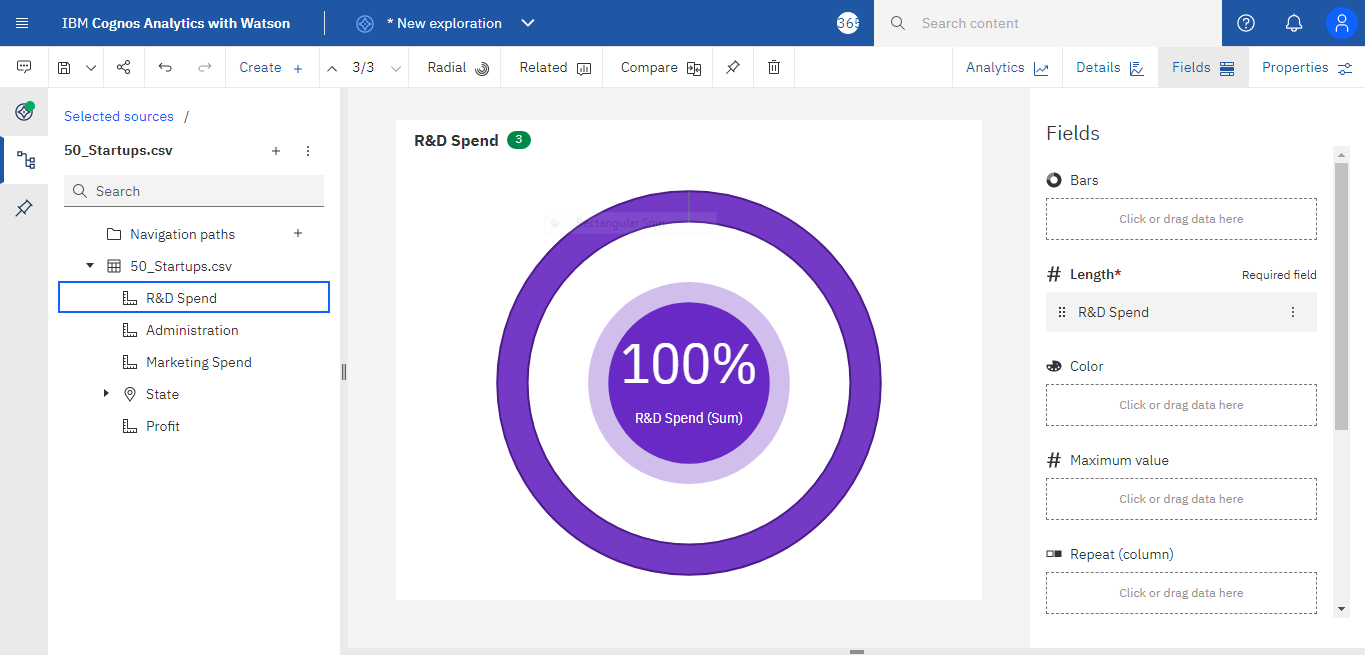 IBM Cognos Analytics with Watson
* New exploration
365
Search content
Create +
3/3
Radial
Related
Compare
Analytics
Details
Fields
Properties
Selected sources /
50_Startups.csv
Search
Navigation paths
50_Startups.csv
R&D Spend
Administration
Marketing Spend
State
Profit
R&D Spend 3
Rectangular
100%
R&D Spend (Sum)
Fields
Bars
Click or drag data here
Length* Required field
R&D Spend
Color
Click or drag data here
Maximum value
Click or drag data here
Repeat (column)
Click or drag data here